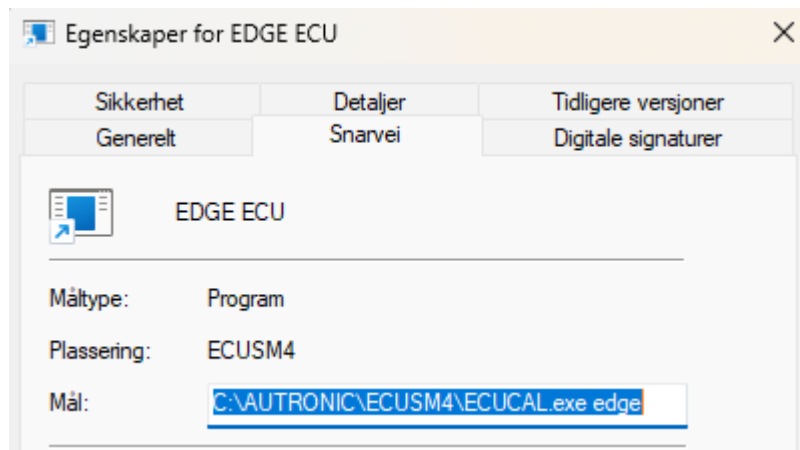 Egenskaper for EDGE ECU
Sikkerhet Detaljer Tidligere versjoner
Generelt Snarvei Digitale signaturer
EDGE ECU
Måltype: Program
Plassering: ECUSM4
Mål: C:\AUTRONIC\ECUSM4\ECUCAL.exe edge